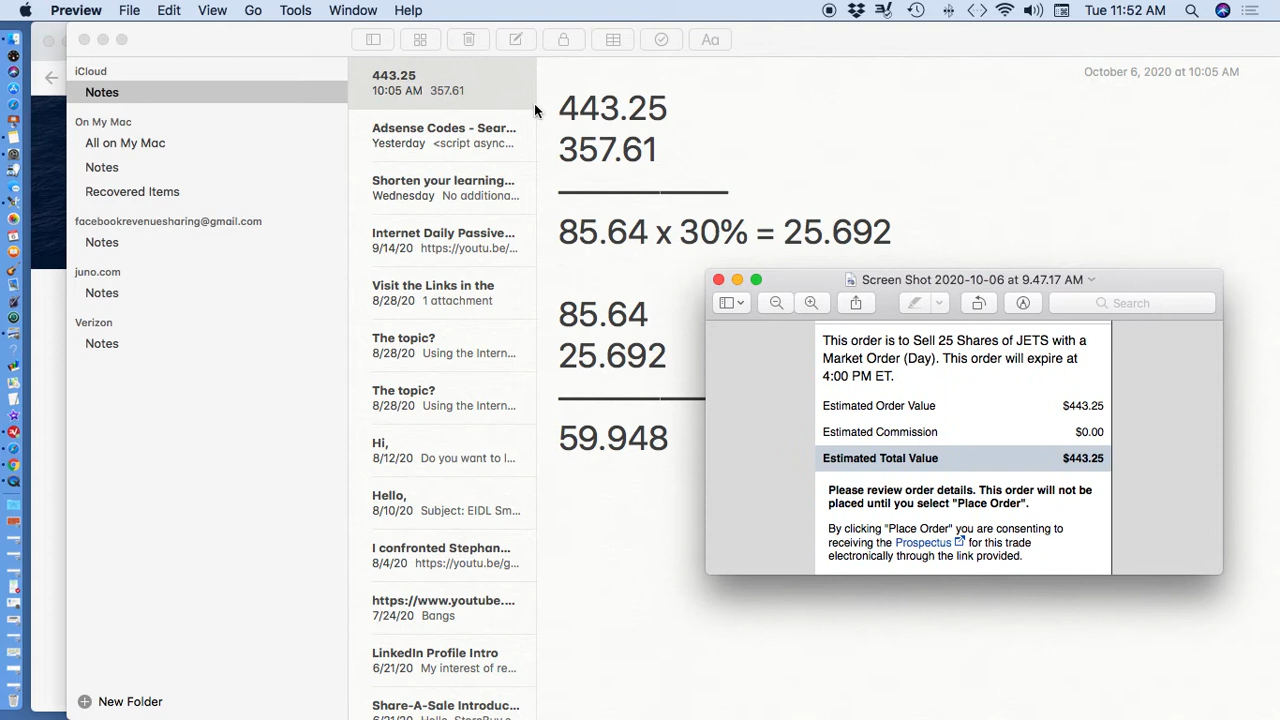 Preview File Edit View Go Tools Window Help Tue 11:52 AM
Aa
iCloud
Notes
On My Mac
All on My Mac
Notes
Recovered Items
facebookrevenuesharing@gmail.com
Notes
juno.com
Notes
Verizon
Notes
New Folder
443.25
10:05 AM 357.61
Adsense Codes - Sear...
Yesterday <script async...
Shorten your learning...
Wednesday No additiona...
Internet Daily Passive...
9/14/20 https://youtu.be/...
Visit the Links in the
8/28/20 1 attachment
The topic?
8/28/20 Using the Intern...
The topic?
8/28/20 Using the Intern...
Hi,
8/12/20 Do you want to l...
Hello,
8/10/20 Subject: EIDL Sm...
I confronted Stephan...
8/4/20 https://youtu.be/g...
https://www.youtube....
7/24/20 Bangs
LinkedIn Profile Intro
6/21/20 My interest of re...
Share-A-Sale Introduc...
October 6, 2020 at 10:05 AM
443.25
357.61
85.64 x 30% = 25.692
85.64
25.692
59.948
Screen Shot 2020-10-06 at 9.47.17 AM
Search
This order is to Sell 25 Shares of JETS with a
Market Order (Day). This order will expire at
4:00 PM ET.
Estimated Order Value $443.25
Estimated Commission $0.00
Estimated Total Value $443.25
Please review order details. This order will not be
placed until you select "Place Order".
By clicking "Place Order" you are consenting to
receiving the Prospectus for this trade
electronically through the link provided.